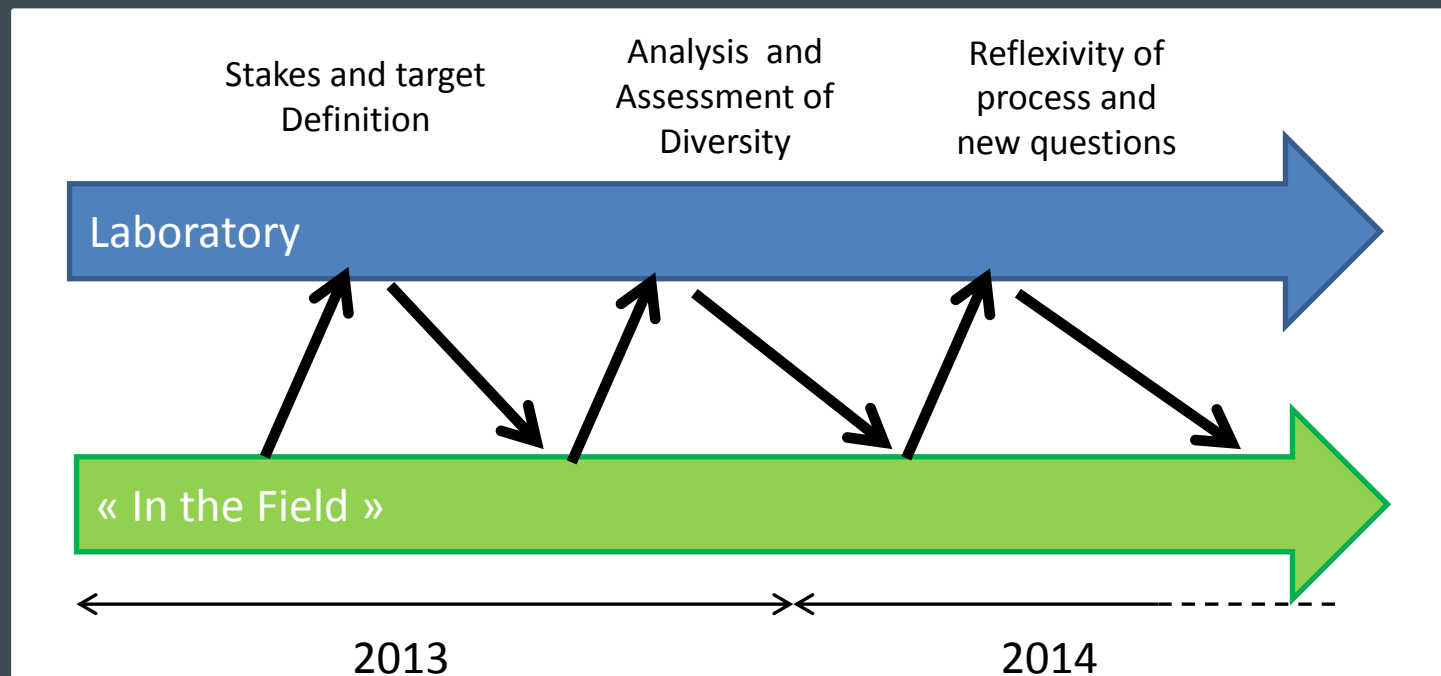 Stakes and target
Definition
Analysis and
Assessment of
Diversity
Reflexivity of
process and
new questions
Laboratory
« In the Field »
2013
2014